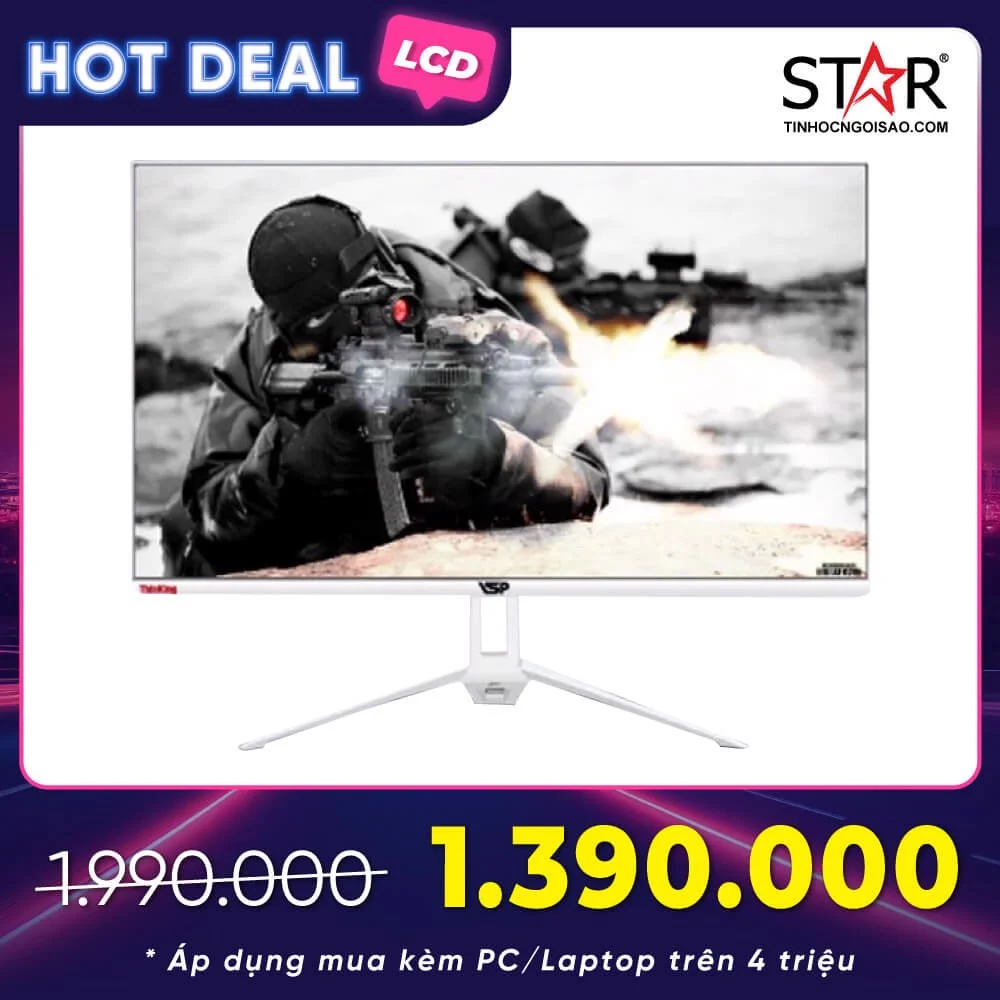 HOT DEAL
LCD
STAR®
TINHOCNGOISAO.COM
ThinKing
VSP
1.990.000
1.390.000
* Áp dụng mua kèm PC/Laptop trên 4 triệu